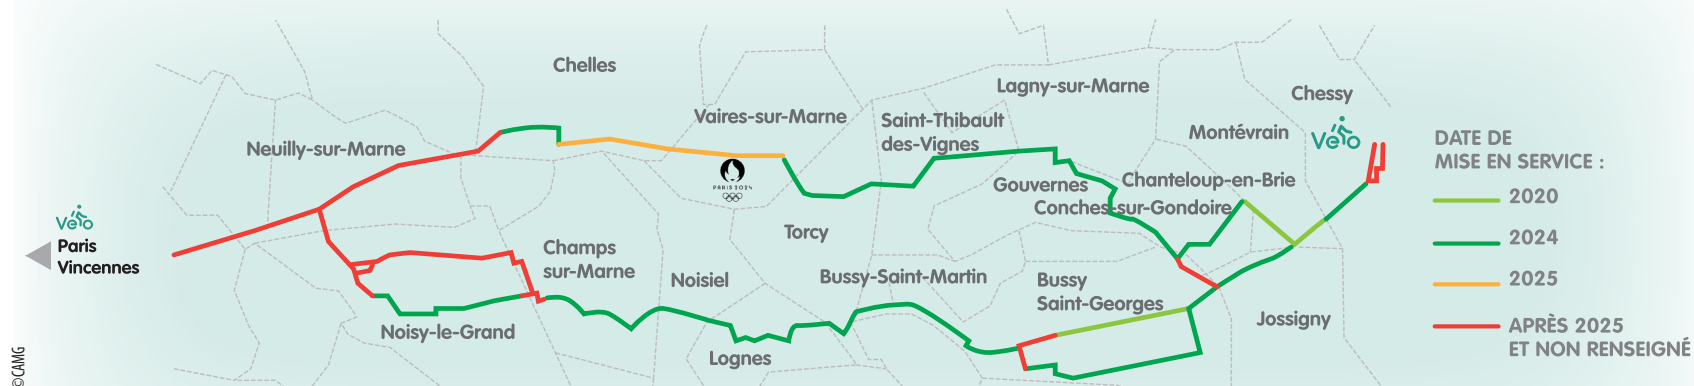 Chelles
Lagny-sur-Marne
Chessy
Vaires-sur-Marne
Saint-Thibault
des-Vignes
Montévrain
Vélo
DATE DE
MISE EN SERVICE :
Neuilly-sur-Marne
PARIS 2024
Gouvernes
Chanteloup-en-Brie
2020
Conches-sur-Gondoire
Vélo
Paris
Vincennes
Torcy
2024
Champs
sur-Marne
Noisiel
Bussy-Saint-Martin
Bussy
Saint-Georges
2025
Noisy-le-Grand
Jossigny
APRÈS 2025
ET NON RENSEIGNÉ
Lognes
©CAMG